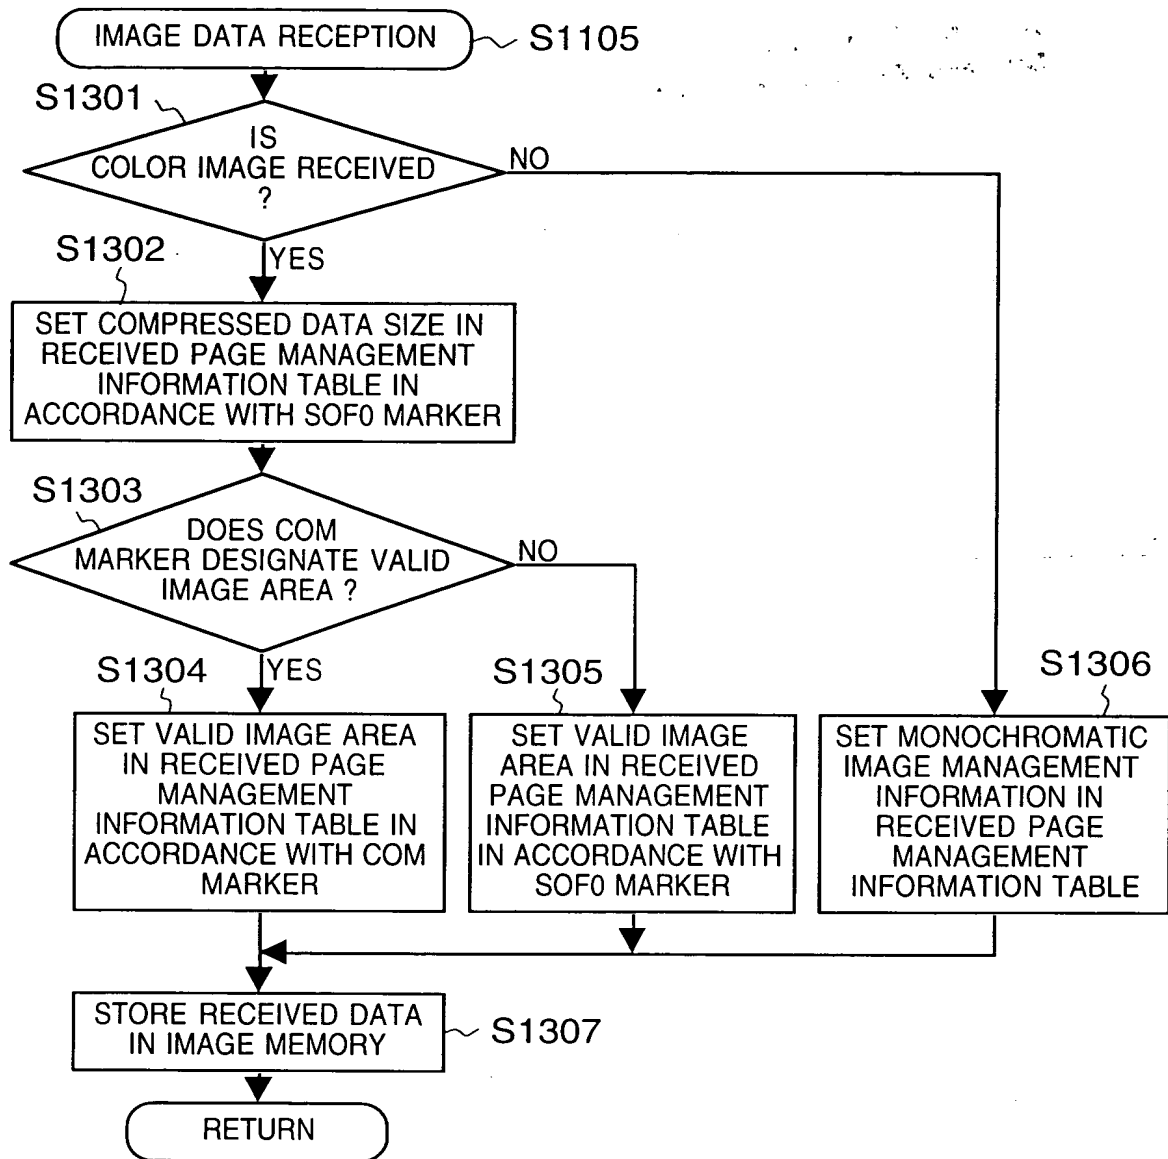 IMAGE DATA RECEPTION
S1105
S1301
IS
COLOR IMAGE RECEIVED
?
NO
YES
S1302
SET COMPRESSED DATA SIZE IN
RECEIVED PAGE MANAGEMENT
INFORMATION TABLE IN
ACCORDANCE WITH SOF0 MARKER
S1303
DOES COM
MARKER DESIGNATE VALID
IMAGE AREA ?
NO
YES
S1304
SET VALID IMAGE AREA
IN RECEIVED PAGE
MANAGEMENT
INFORMATION TABLE IN
ACCORDANCE WITH COM
MARKER
S1305
SET VALID IMAGE
AREA IN RECEIVED
PAGE MANAGEMENT
INFORMATION TABLE
IN ACCORDANCE WITH
SOF0 MARKER
S1306
SET MONOCHROMATIC
IMAGE MANAGEMENT
INFORMATION IN
RECEIVED PAGE
MANAGEMENT
INFORMATION TABLE
STORE RECEIVED DATA
IN IMAGE MEMORY
S1307
RETURN